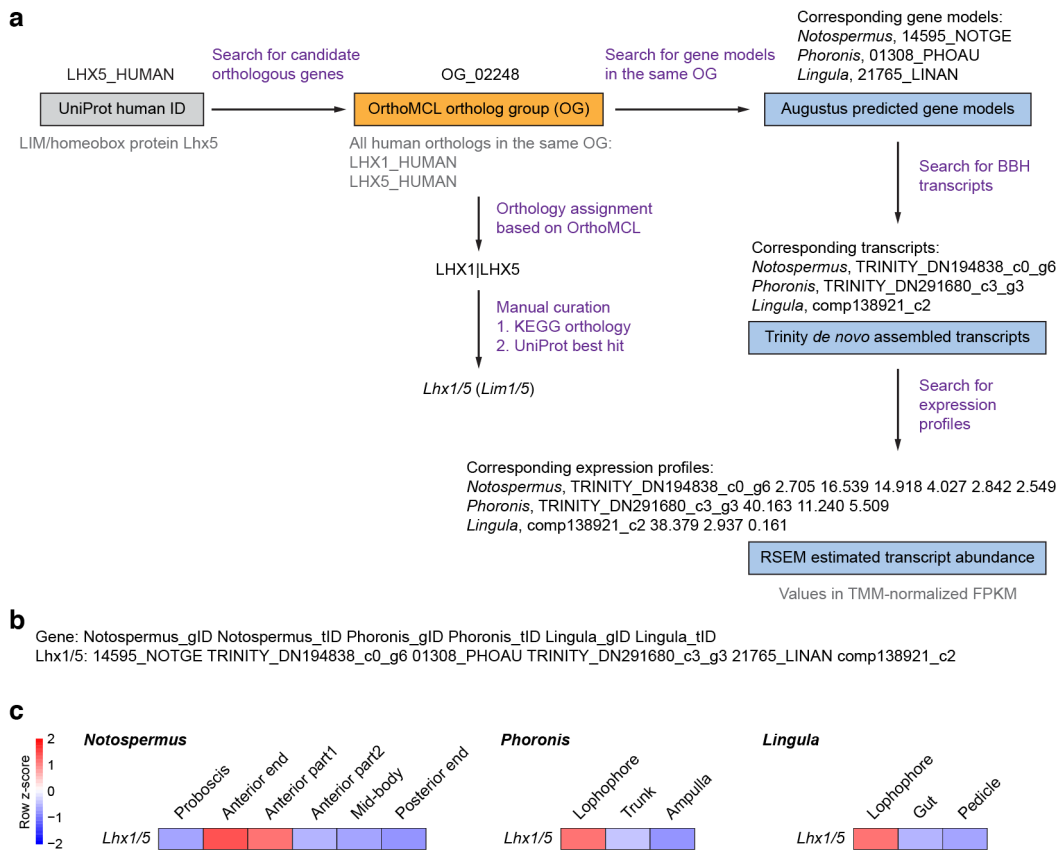 a
LHX5_HUMAN
UniProt human ID
LIM/homeobox protein Lhx5
Search for candidate
orthologous genes
OG_02248
OrthoMCL ortholog group (OG)
All human orthologs in the same OG:
LHX1_HUMAN
LHX5_HUMAN
Search for gene models
in the same OG
Corresponding gene models:
Notospermus, 14595_NOTGE
Phoronis, 01308_PHOAU
Lingula, 21765_LINAN
Augustus predicted gene models
Orthology assignment
based on OrthoMCL
LHX1|LHX5
Manual curation
1. KEGG orthology
2. UniProt best hit
Lhx1/5 (Lim1/5)
Search for BBH
transcripts
Corresponding transcripts:
Notospermus, TRINITY_DN194838_c0_g6
Phoronis, TRINITY_DN291680_c3_g3
Lingula, comp138921_c2
Trinity de novo assembled transcripts
Search for
expression
profiles
Corresponding expression profiles:
Notospermus, TRINITY_DN194838_c0_g6 2.705 16.539 14.918 4.027 2.842 2.549
Phoronis, TRINITY_DN291680_c3_g3 40.163 11.240 5.509
Lingula, comp138921_c2 38.379 2.937 0.161
RSEM estimated transcript abundance
Values in TMM-normalized FPKM
b
Gene: Notospermus_gID Notospermus_tID Phoronis_gID Phoronis_tID Lingula_gID Lingula_tID
Lhx1/5: 14595_NOTGE TRINITY_DN194838_c0_g6 01308_PHOAU TRINITY_DN291680_c3_g3 21765_LINAN comp138921_c2
c
Row z-score
2
1
0
−1
−2
Notospermus
Proboscis
Anterior end
Anterior part1
Anterior part2
Mid-body
Posterior end
Lhx1/5
Phoronis
Lophophore
Trunk
Ampulla
Lhx1/5
Lingula
Lophophore
Gut
Pedicle
Lhx1/5